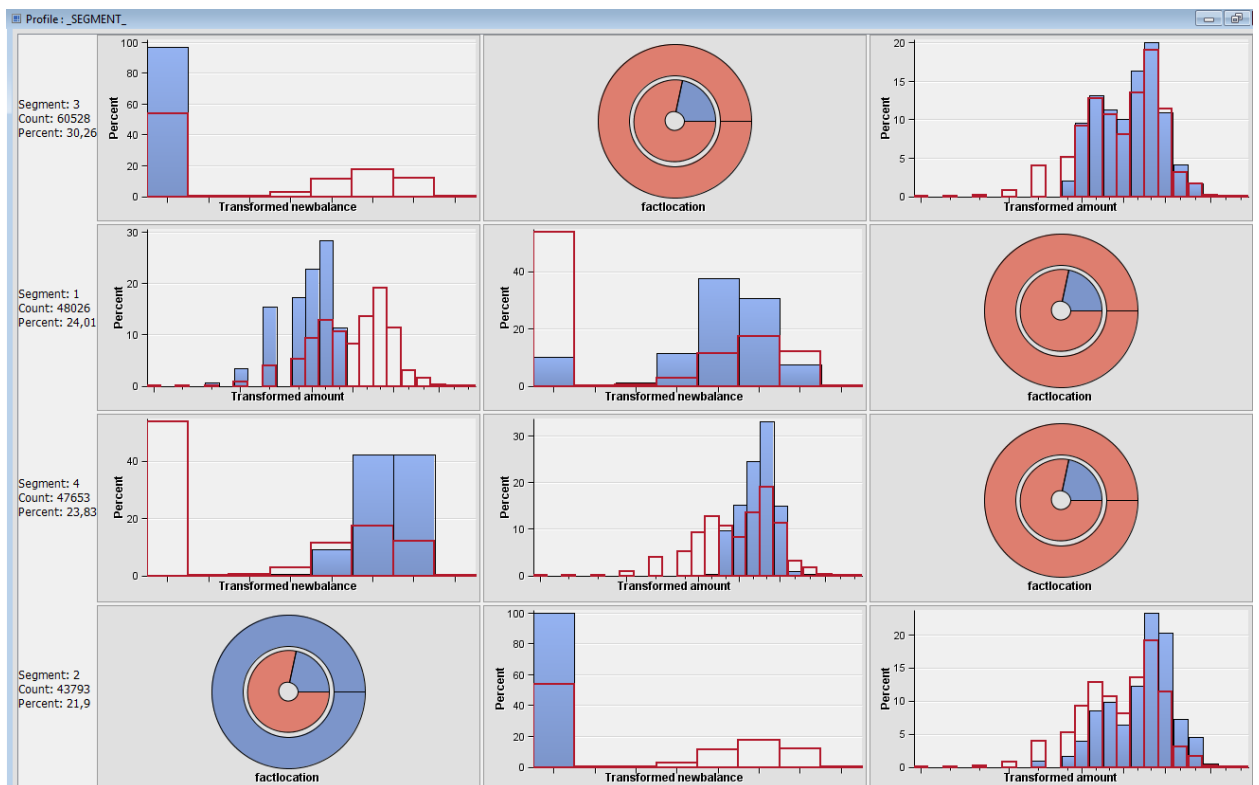 Profile : _SEGMENT_
Segment: 3
Count: 60528
Percent: 30,26
Percent
100
80
60
40
20
0
Transformed newbalance
factlocation
Percent
20
15
10
5
0
Transformed amount
Segment: 1
Count: 48026
Percent: 24,01
Percent
30
20
10
0
Transformed amount
Percent
40
20
0
Transformed newbalance
factlocation
Segment: 4
Count: 47653
Percent: 23,83
Percent
40
20
0
Transformed newbalance
Percent
30
20
10
0
Transformed amount
factlocation
Segment: 2
Count: 43793
Percent: 21,9
factlocation
Percent
100
80
60
40
20
0
Transformed newbalance
Percent
20
15
10
5
0
Transformed amount